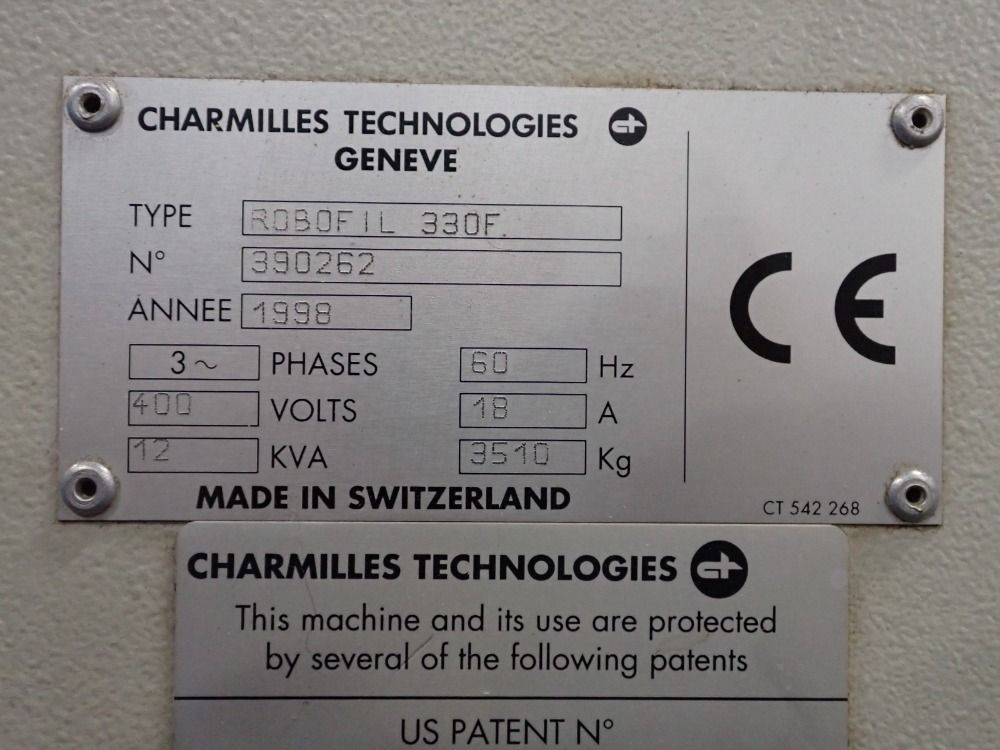 CHARMILLES TECHNOLOGIES
GENEVE
TYPE ROBOFIL 330F
N° 390262
ANNEE 1998
3~ PHASES 60 Hz
400 VOLTS 18 A
12 KVA 3510 Kg
MADE IN SWITZERLAND
CE
CT 542 268
CHARMILLES TECHNOLOGIES
This machine and its use are protected
by several of the following patents
US PATENT N°